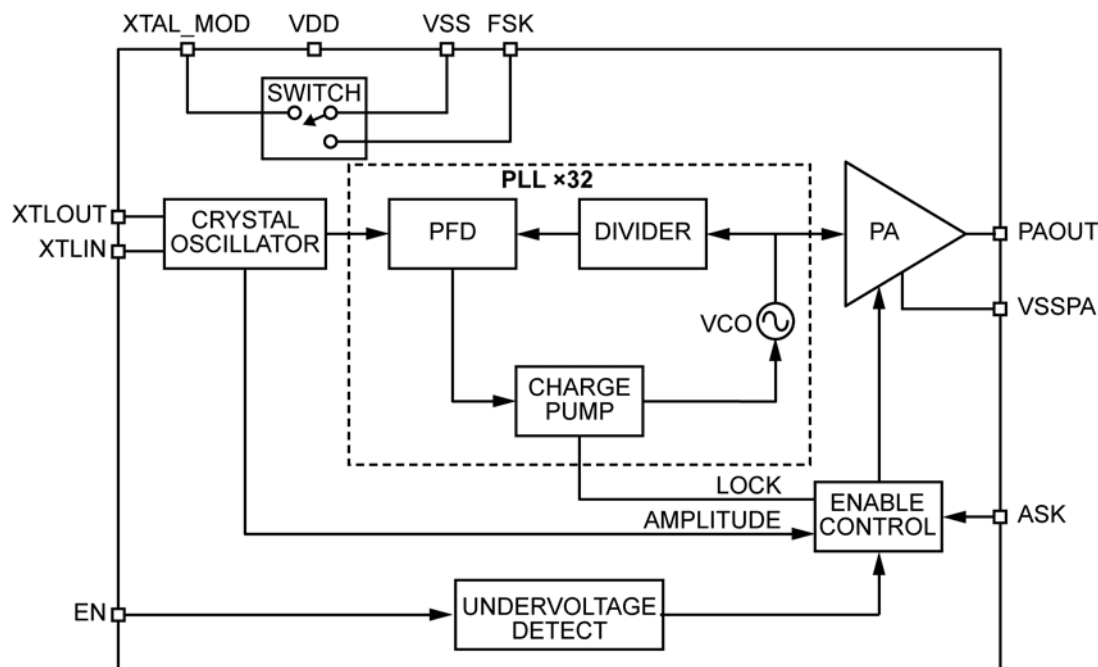 XTAL_MOD VDD VSS FSK
SWITCH
PLL ×32
XTLOUT
XTLIN
CRYSTAL
OSCILLATOR
PFD
DIVIDER
PA
PAOUT
VSSPA
VCO
CHARGE
PUMP
LOCK
AMPLITUDE
ENABLE
CONTROL
ASK
EN
UNDERVOLTAGE
DETECT